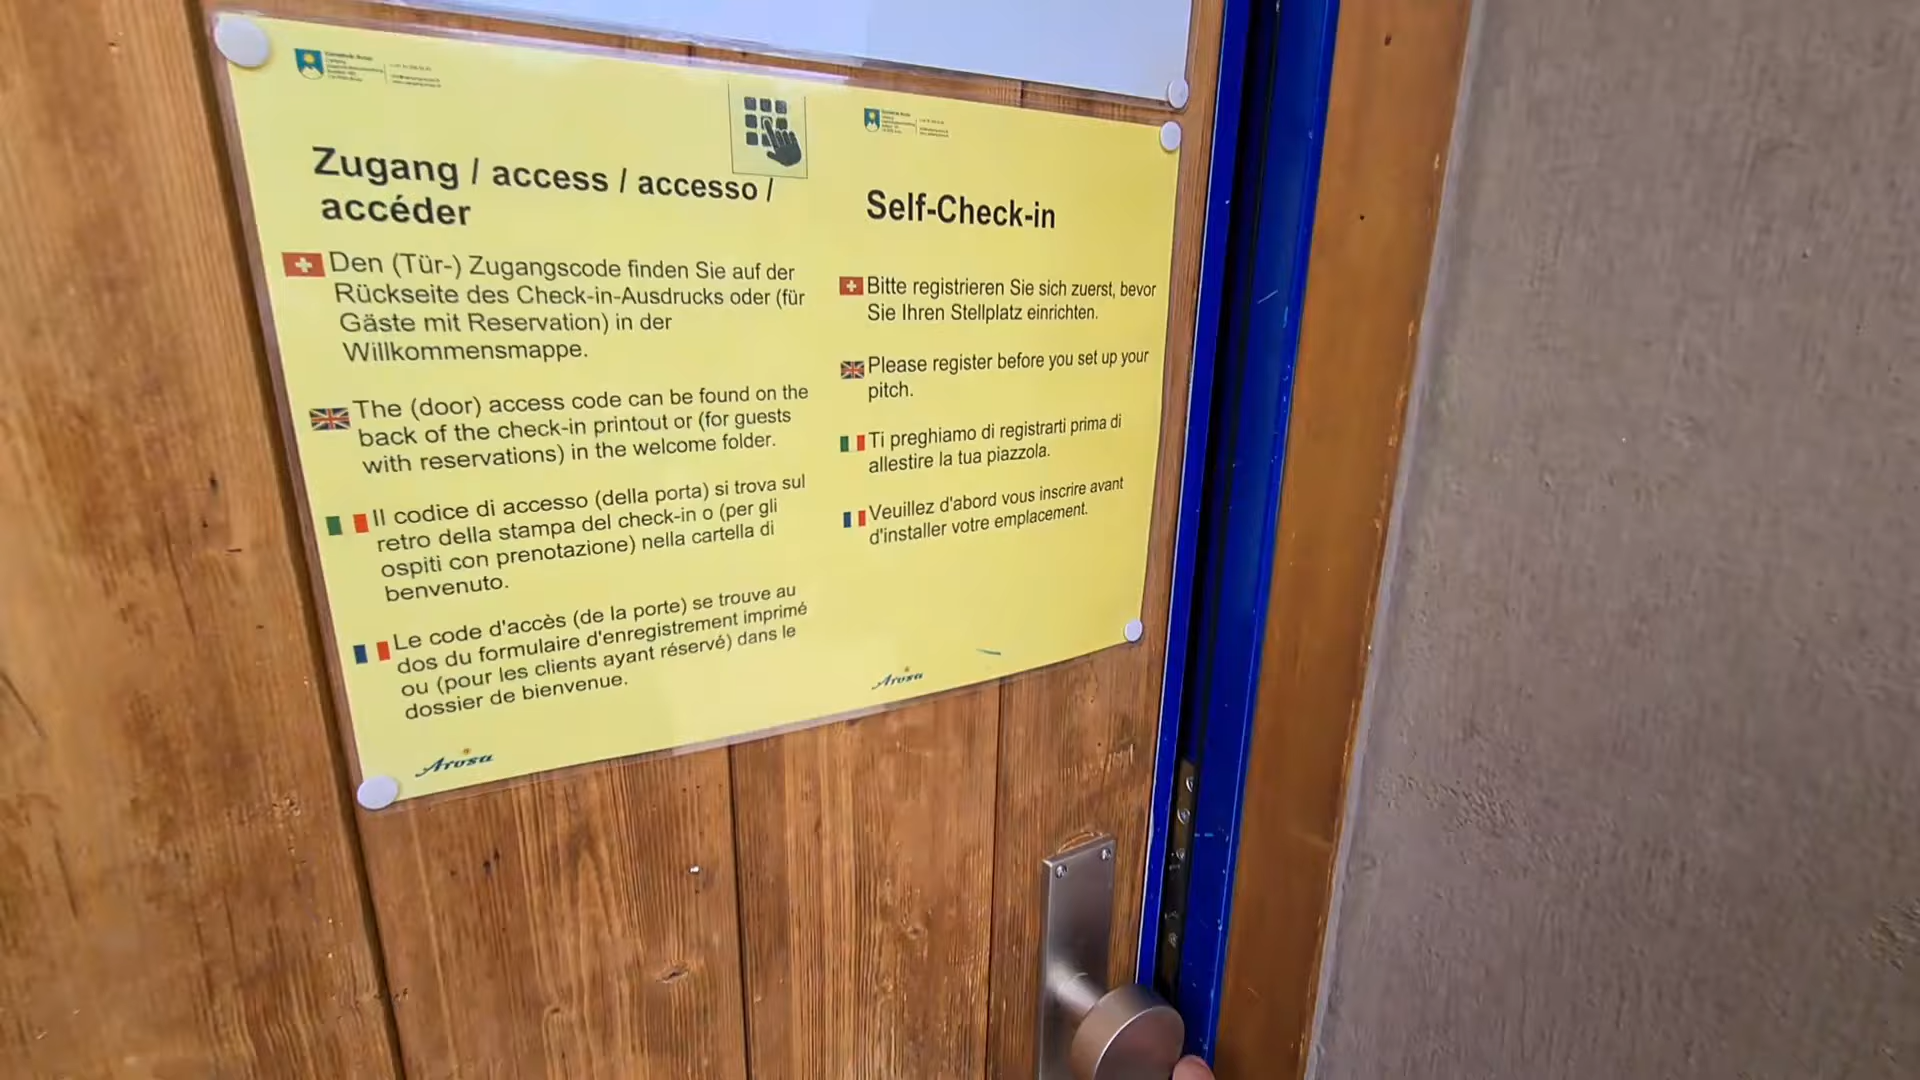 Zugang / access / accesso /
accéder
Den (Tür-) Zugangscode finden Sie auf der
Rückseite des Check-in-Ausdrucks oder (für
Gäste mit Reservation) in der
Willkommensmappe.
The (door) access code can be found on the
back of the check-in printout or (for guests
with reservations) in the welcome folder.
Il codice di accesso (della porta) si trova sul
retro della stampa del check-in o (per gli
ospiti con prenotazione) nella cartella di
benvenuto.
Le code d'accès (de la porte) se trouve au
dos du formulaire d'enregistrement imprimé
ou (pour les clients ayant réservé) dans le
dossier de bienvenue.
Arosa
Self-Check-in
Bitte registrieren Sie sich zuerst, bevor
Sie Ihren Stellplatz einrichten.
Please register before you set up your
pitch.
Ti preghiamo di registrarti prima di
allestire la tua piazzola.
Veuillez d'abord vous inscrire avant
d'installer votre emplacement.
Arosa